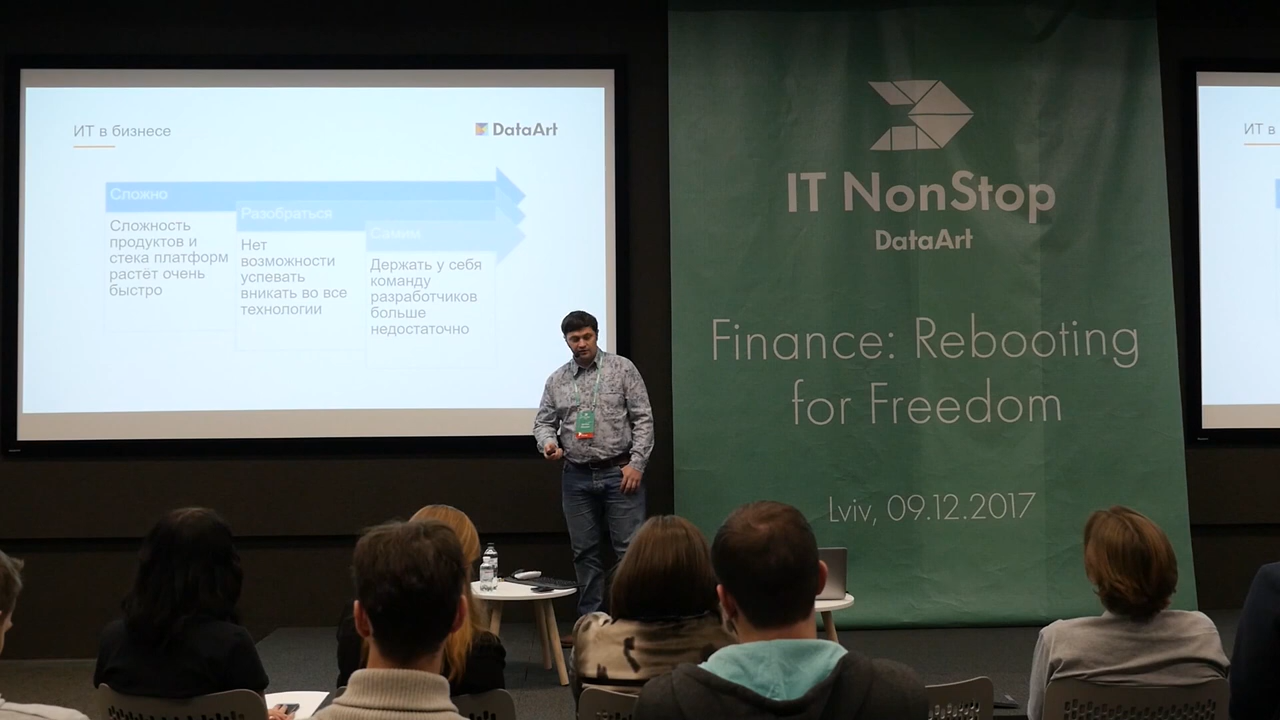 ИТ в бизнесе
DataArt
Сложно
Сложность
продуктов и
стека платформ
растёт очень
быстро
Разобраться
Нет
возможности
успевать
вникать во все
технологии
Самим
Держать у себя
команду
разработчиков
больше
недостаточно
IT NonStop
DataArt
Finance: Rebooting
for Freedom
Lviv, 09.12.2017
ИТ в